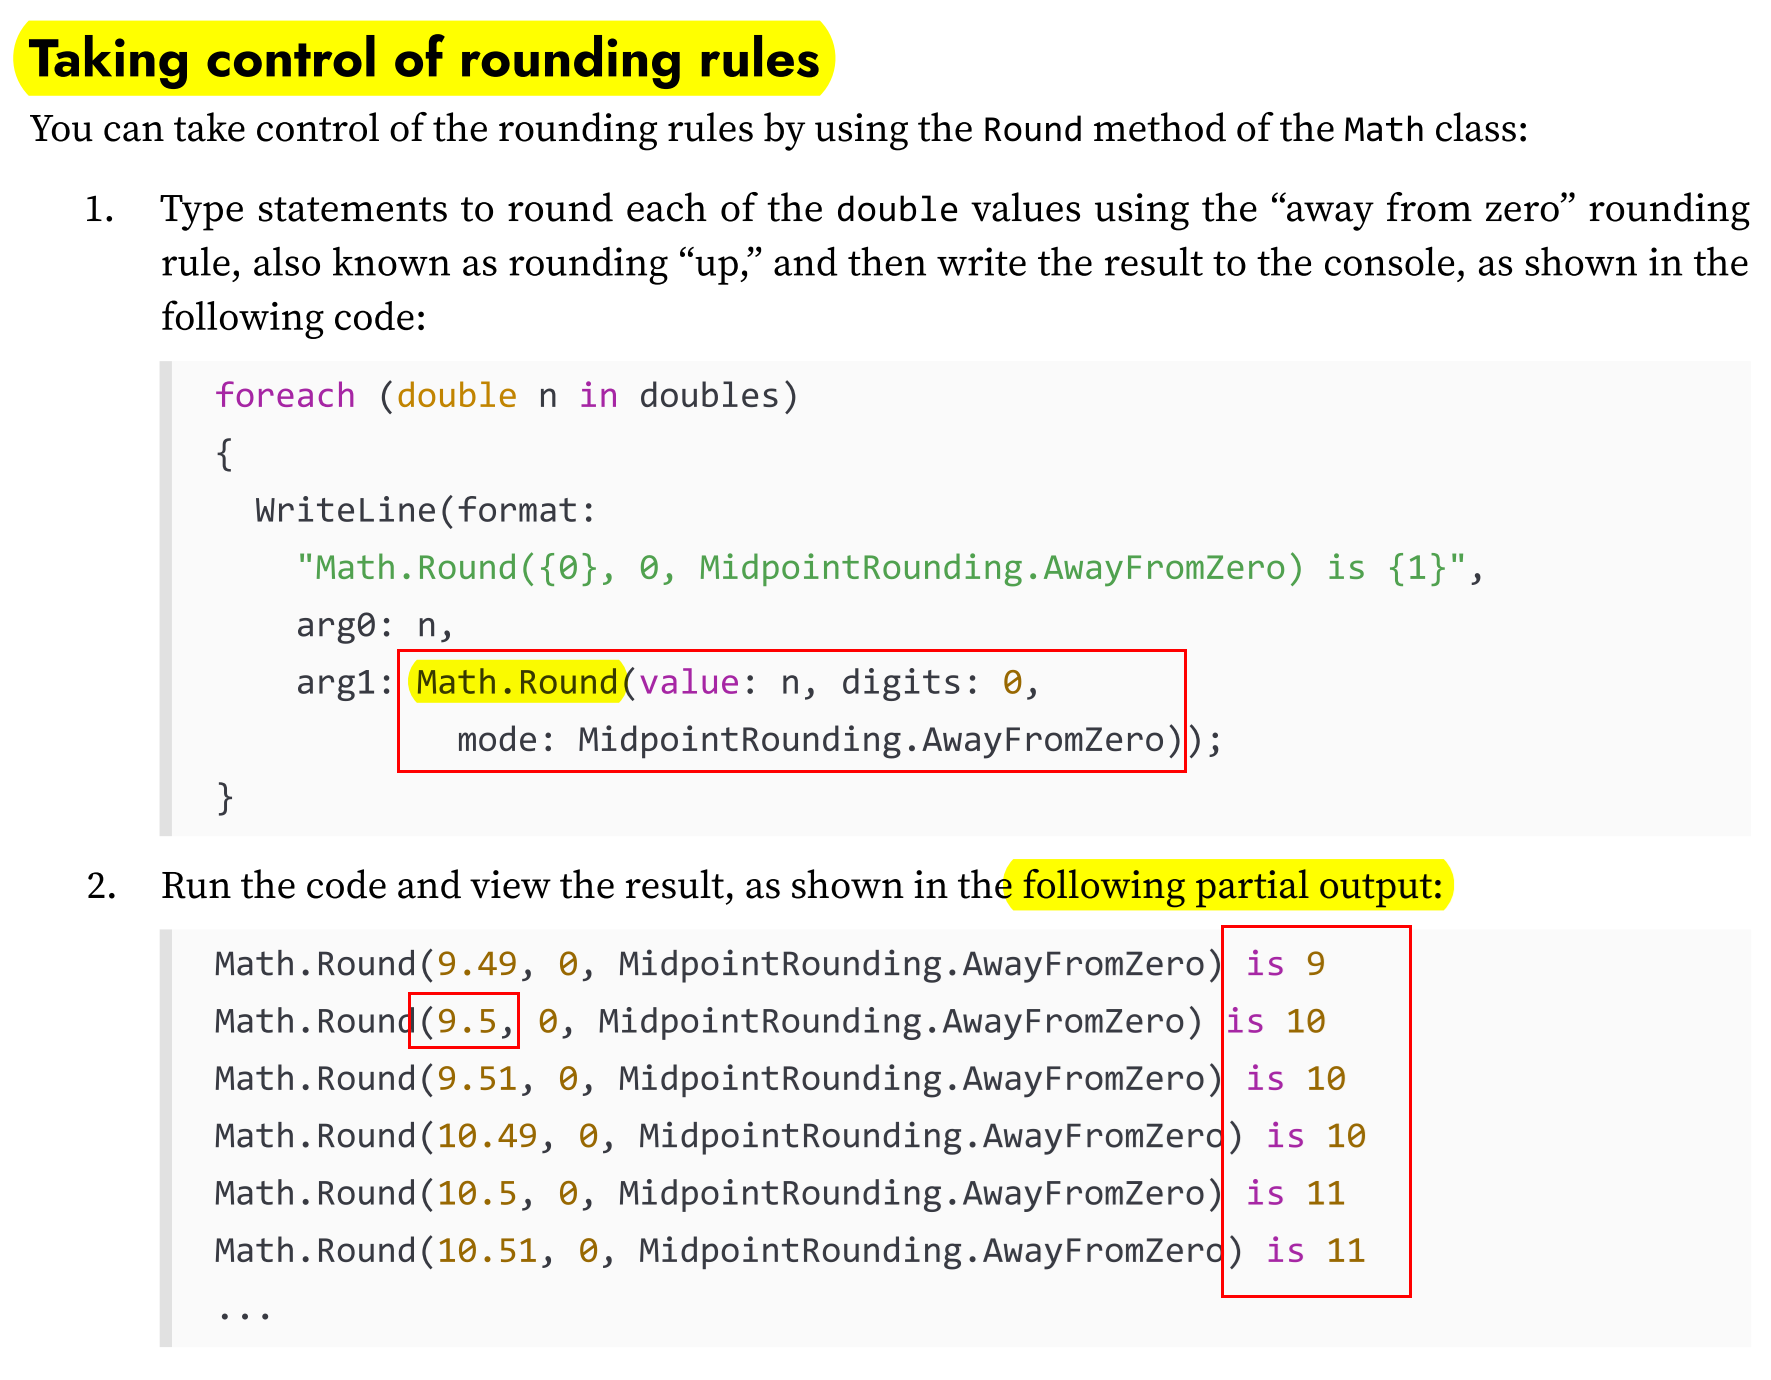 Taking control of rounding rules
You can take control of the rounding rules by using the Round method of the Math class:
1. Type statements to round each of the double values using the “away from zero” rounding
rule, also known as rounding “up,” and then write the result to the console, as shown in the
following code:
foreach (double n in doubles)
{
  WriteLine(format:
    "Math.Round({0}, 0, MidpointRounding.AwayFromZero) is {1}",
    arg0: n,
    arg1: Math.Round(value: n, digits: 0,
            mode: MidpointRounding.AwayFromZero));
}
2. Run the code and view the result, as shown in the following partial output:
Math.Round(9.49, 0, MidpointRounding.AwayFromZero) is 9
Math.Round(9.5, 0, MidpointRounding.AwayFromZero) is 10
Math.Round(9.51, 0, MidpointRounding.AwayFromZero) is 10
Math.Round(10.49, 0, MidpointRounding.AwayFromZero) is 10
Math.Round(10.5, 0, MidpointRounding.AwayFromZero) is 11
Math.Round(10.51, 0, MidpointRounding.AwayFromZero) is 11
...